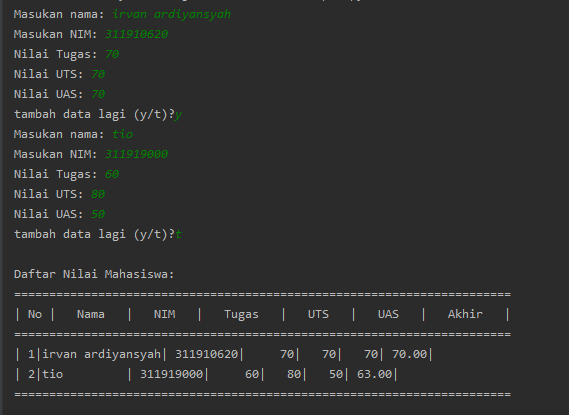 Masukan nama: irvan ardiyansyah
Masukan NIM: 311910620
Nilai Tugas: 70
Nilai UTS: 70
Nilai UAS: 70
tambah data lagi (y/t)?y
Masukan nama: tio
Masukan NIM: 311919000
Nilai Tugas: 60
Nilai UTS: 80
Nilai UAS: 50
tambah data lagi (y/t)?t
Daftar Nilai Mahasiswa:
=======================================================================
| No |   Nama   |   NIM   |   Tugas   |   UTS   |   UAS   |   Akhir   |
=======================================================================
| 1|irvan ardiyansyah| 311910620|     70|   70|   70| 70.00|
| 2|tio         | 311919000|     60|   80|   50| 63.00|
=======================================================================